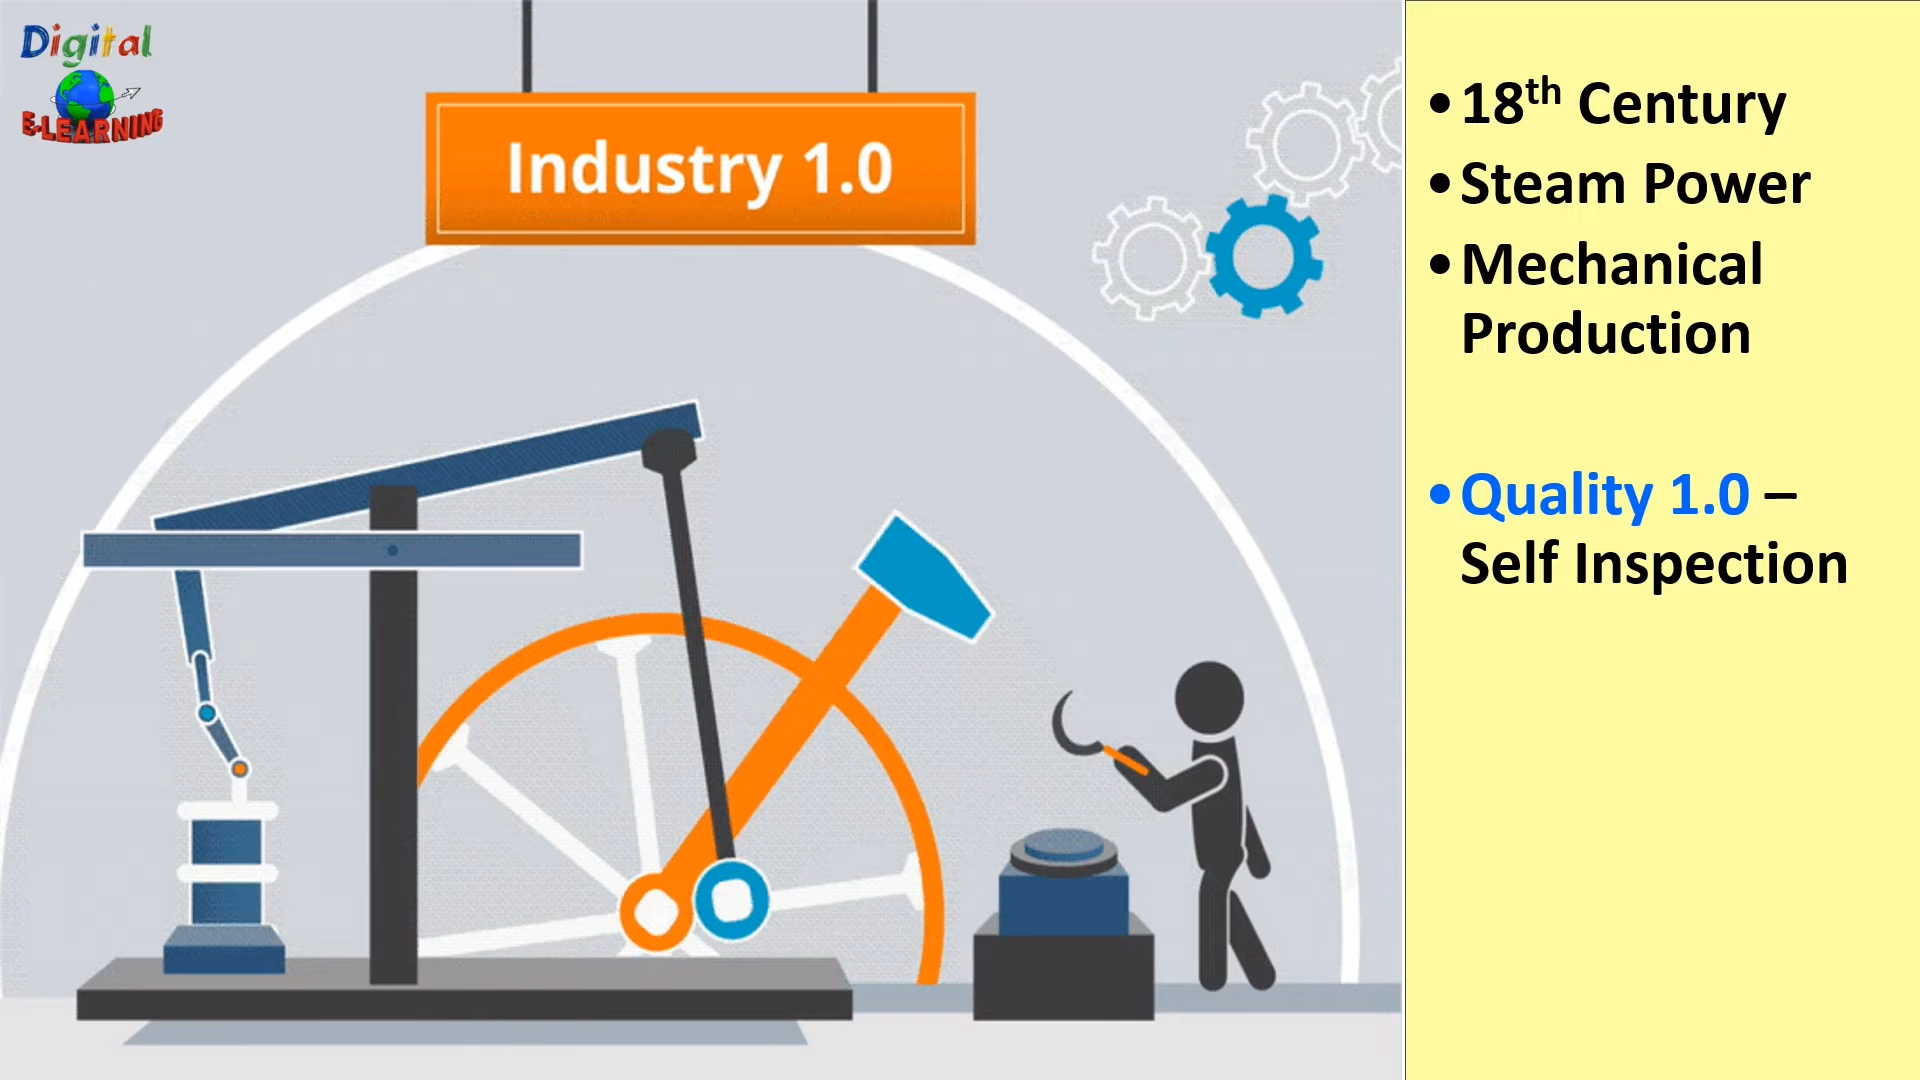 Digital
E-LEARNING
Industry 1.0
•18th Century
•Steam Power
•Mechanical
Production
•Quality 1.0 –
Self Inspection